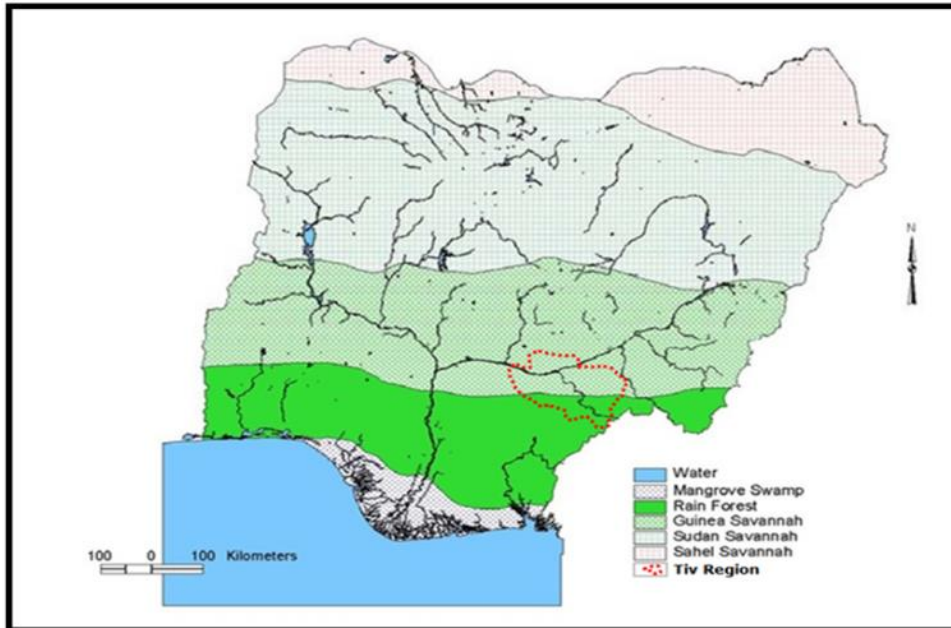 N
Water
Mangrove Swamp
Rain Forest
Guinea Savannah
Sudan Savannah
Sahel Savannah
Tiv Region
100 0 100 Kilometers